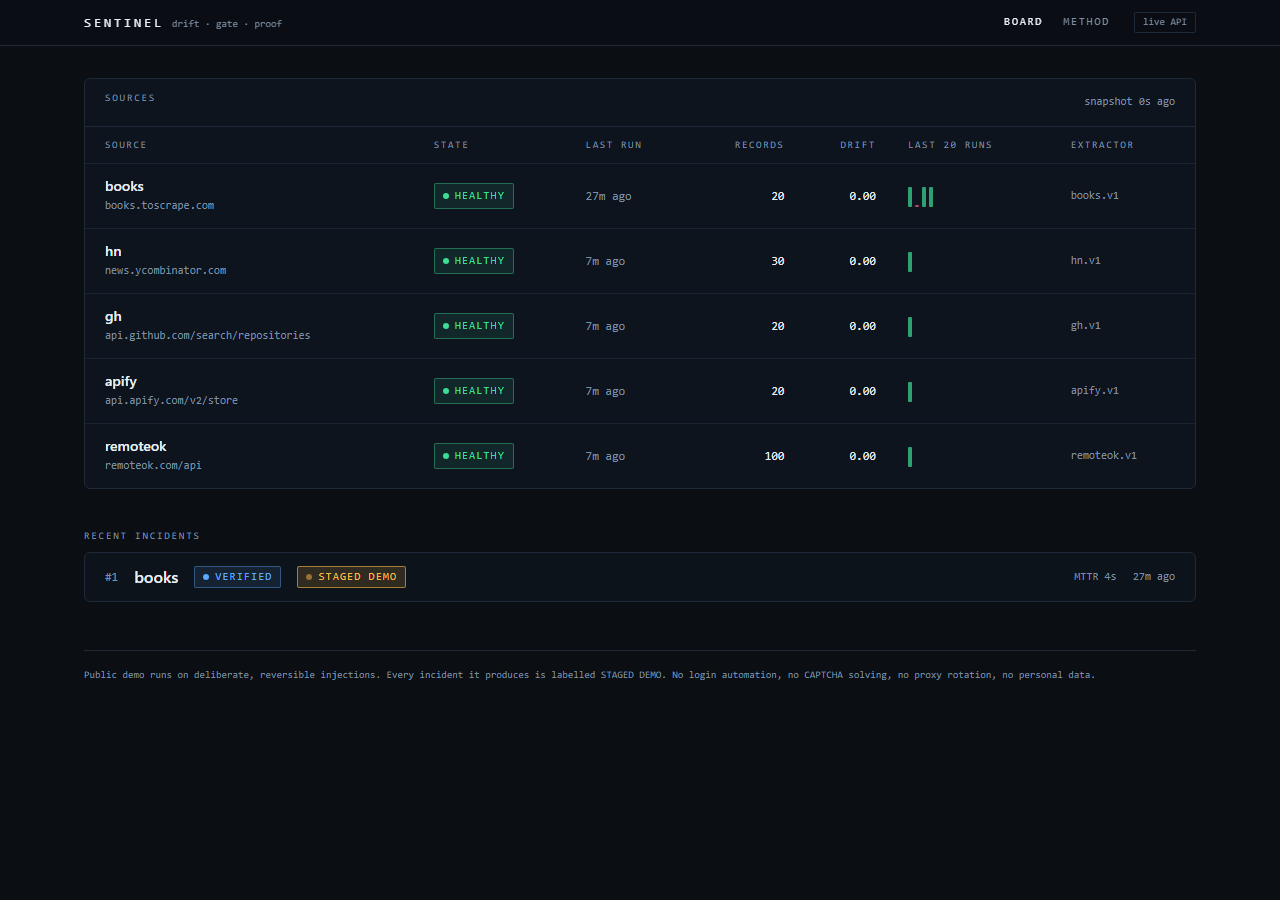 SENTINEL drift · gate · proof BOARD METHOD live API
SOURCES snapshot 0s ago
SOURCE STATE LAST RUN RECORDS DRIFT LAST 20 RUNS EXTRACTOR
books
books.toscrape.com HEALTHY 27m ago 20 0.00 books.v1
hn
news.ycombinator.com HEALTHY 7m ago 30 0.00 hn.v1
gh
api.github.com/search/repositories HEALTHY 7m ago 20 0.00 gh.v1
apify
api.apify.com/v2/store HEALTHY 7m ago 20 0.00 apify.v1
remoteok
remoteok.com/api HEALTHY 7m ago 100 0.00 remoteok.v1
RECENT INCIDENTS
#1 books VERIFIED STAGED DEMO MTTR 4s 27m ago
Public demo runs on deliberate, reversible injections. Every incident it produces is labelled STAGED DEMO. No login automation, no CAPTCHA solving, no proxy rotation, no personal data.